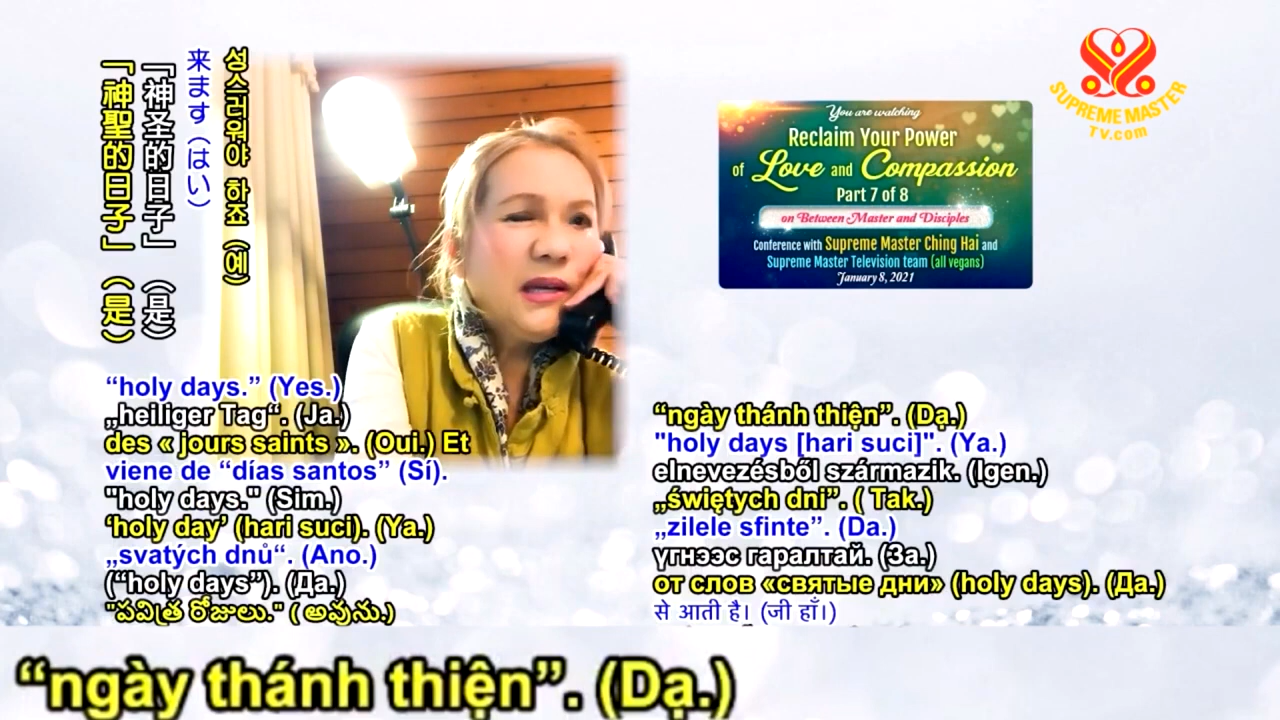 「神聖的日子」（是）
「神圣的日子」（是）
来ます（はい）
성스러워야 하죠 (예)
“holy days.” (Yes.)
„heiliger Tag“. (Ja.)
des « jours saints ». (Oui.) Et
viene de “días santos” (Sí).
"holy days." (Sim.)
‘holy day’ (hari suci). (Ya.)
„svatých dnů“. (Ano.)
(“holy days”). (Да.)
"పవిత్ర రోజులు." ( అవును.)
You are watching
Reclaim Your Power
of Love and Compassion
Part 7 of 8
on Between Master and Disciples
Conference with Supreme Master Ching Hai and
Supreme Master Television team (all vegans)
January 8, 2021
SUPREME MASTER
TV.com
“ngày thánh thiện”. (Dạ.)
"holy days [hari suci]". (Ya.)
elnevezésből származik. (Igen.)
„świętych dni”. ( Tak.)
„zilele sfinte”. (Da.)
үгнээс гаралтай. (За.)
от слов «святые дни» (holy days). (Да.)
से आती है। (जी हाँ।)
“ngày thánh thiện”. (Dạ.)